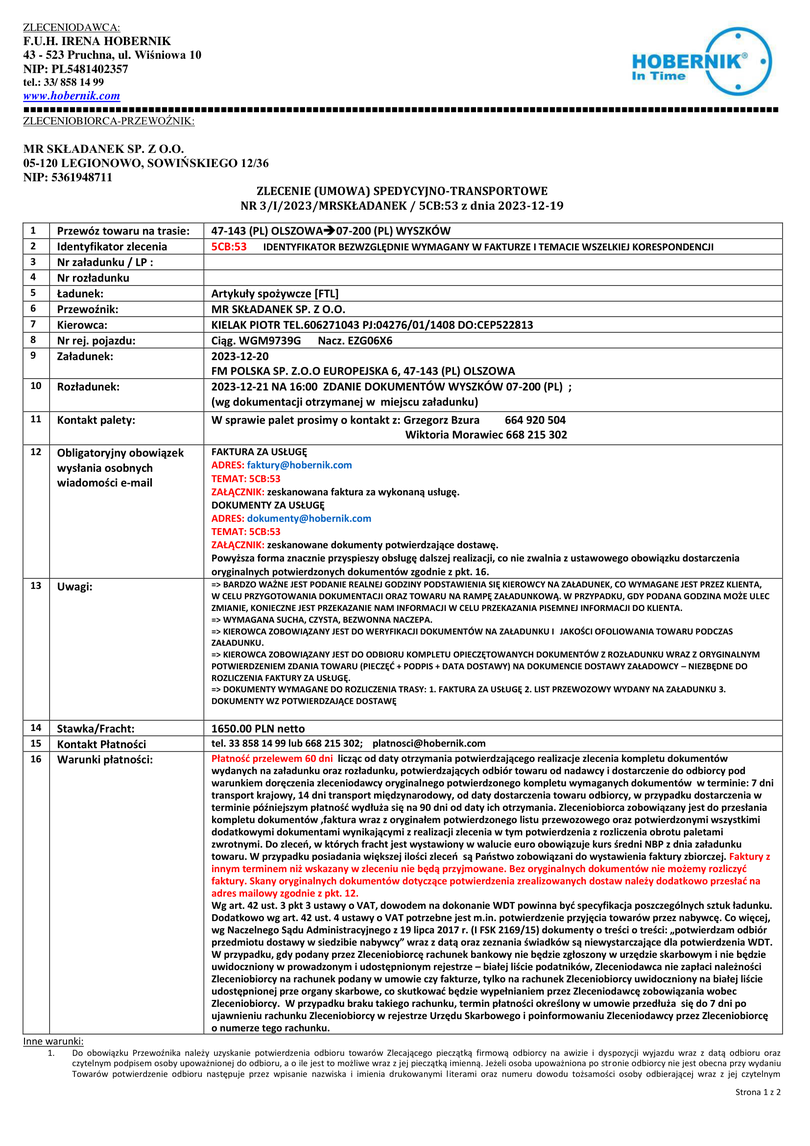 ZLECENIODAWCA:
F.U.H. IRENA HOBERNIK
43 - 523 Pruchna, ul. Wiśniowa 10
NIP: PL5481402357
tel.: 33/ 858 14 99
www.hobernik.com
HOBERNIK®
In Time
ZLECENIOBIORCA-PRZEWOŹNIK:
MR SKŁADANEK SP. Z O.O.
05-120 LEGIONOWO, SOWIŃSKIEGO 12/36
NIP: 5361948711
ZLECENIE (UMOWA) SPEDYCYJNO-TRANSPORTOWE
NR 3/I/2023/MRSKŁADANEK / 5CB:53 z dnia 2023-12-19
1 Przewóz towaru na trasie: 47-143 (PL) OLSZOWA➔07-200 (PL) WYSZKÓW
2 Identyfikator zlecenia 5CB:53 IDENTYFIKATOR BEZWZGLĘDNIE WYMAGANY W FAKTURZE I TEMACIE WSZELKIEJ KORESPONDENCJI
3 Nr załadunku / LP :
4 Nr rozładunku
5 Ładunek: Artykuły spożywcze [FTL]
6 Przewoźnik: MR SKŁADANEK SP. Z O.O.
7 Kierowca: KIELAK PIOTR TEL.606271043 PJ:04276/01/1408 DO:CEP522813
8 Nr rej. pojazdu: Ciąg. WGM9739G Nacz. EZG06X6
9 Załadunek: 2023-12-20
FM POLSKA SP. Z.O.O EUROPEJSKA 6, 47-143 (PL) OLSZOWA
10 Rozładunek: 2023-12-21 NA 16:00 ZDANIE DOKUMENTÓW WYSZKÓW 07-200 (PL) ;
(wg dokumentacji otrzymanej w miejscu załadunku)
11 Kontakt palety: W sprawie palet prosimy o kontakt z: Grzegorz Bzura 664 920 504
Wiktoria Morawiec 668 215 302
12 Obligatoryjny obowiązek wysłania osobnych wiadomości e-mail FAKTURA ZA USŁUGĘ
ADRES: faktury@hobernik.com
TEMAT: 5CB:53
ZAŁĄCZNIK: zeskanowana faktura za wykonaną usługę.
DOKUMENTY ZA USŁUGĘ
ADRES: dokumenty@hobernik.com
TEMAT: 5CB:53
ZAŁĄCZNIK: zeskanowane dokumenty potwierdzające dostawę.
Powyższa forma znacznie przyspieszy obsługę dalszej realizacji, co nie zwalnia z ustawowego obowiązku dostarczenia
oryginalnych potwierdzonych dokumentów zgodnie z pkt. 16.
13 Uwagi: => BARDZO WAŻNE JEST PODANIE REALNEJ GODZINY PODSTAWIENIA SIĘ KIEROWCY NA ZAŁADUNEK, CO WYMAGANE JEST PRZEZ KLIENTA,
W CELU PRZYGOTOWANIA DOKUMENTACJI ORAZ TOWARU NA RAMPĘ ZAŁADUNKOWĄ. W PRZYPADKU, GDY PODANA GODZINA MOŻE ULEC
ZMIANIE, KONIECZNE JEST PRZEKAZANIE NAM INFORMACJI W CELU PRZEKAZANIA PISEMNEJ INFORMACJI DO KLIENTA.
=> WYMAGANA SUCHA, CZYSTA, BEZWONNA NACZEPA.
=> KIEROWCA ZOBOWIĄZANY JEST DO WERYFIKACJI DOKUMENTÓW NA ZAŁADUNKU I JAKOŚCI OFOLIOWANIA TOWARU PODCZAS
ZAŁADUNKU.
=> KIEROWCA ZOBOWIĄZANY JEST DO ODBIORU KOMPLETU OPIECZĘTOWANYCH DOKUMENTÓW Z ROZŁADUNKU WRAZ Z ORYGINALNYM
POTWIERDZENIEM ZDANIA TOWARU (PIECZĘĆ + PODPIS + DATA DOSTAWY) NA DOKUMENCIE DOSTAWY ZAŁADOWCY – NIEZBĘDNE DO
ROZLICZENIA FAKTURY ZA USŁUGĘ.
=> DOKUMENTY WYMAGANE DO ROZLICZENIA TRASY: 1. FAKTURA ZA USŁUGĘ 2. LIST PRZEWOZOWY WYDANY NA ZAŁADUNKU 3.
DOKUMENTY WZ POTWIERDZAJĄCE DOSTAWĘ
14 Stawka/Fracht: 1650.00 PLN netto
15 Kontakt Płatności tel. 33 858 14 99 lub 668 215 302; platnosci@hobernik.com
16 Warunki płatności: Płatność przelewem 60 dni licząc od daty otrzymania potwierdzającego realizacje zlecenia kompletu dokumentów
wydanych na załadunku oraz rozładunku, potwierdzających odbiór towaru od nadawcy i dostarczenie do odbiorcy pod
warunkiem doręczenia zleceniodawcy oryginalnego potwierdzonego kompletu wymaganych dokumentów w terminie: 7 dni
transport krajowy, 14 dni transport międzynarodowy, od daty dostarczenia towaru odbiorcy, w przypadku dostarczenia w
terminie późniejszym płatność wydłuża się na 90 dni od daty ich otrzymania. Zleceniobiorca zobowiązany jest do przesłania
kompletu dokumentów ,faktura wraz z oryginałem potwierdzonego listu przewozowego oraz potwierdzonymi wszystkimi
dodatkowymi dokumentami wynikającymi z realizacji zlecenia w tym potwierdzenia z rozliczenia obrotu paletami
zwrotnymi. Do zleceń, w których fracht jest wystawiony w walucie euro obowiązuje kurs średni NBP z dnia załadunku
towaru. W przypadku posiadania większej ilości zleceń są Państwo zobowiązani do wystawienia faktury zbiorczej. Faktury z
innym terminem niż wskazany w zleceniu nie będą przyjmowane. Bez oryginalnych dokumentów nie możemy rozliczyć
faktury. Skany oryginalnych dokumentów dotyczące potwierdzenia zrealizowanych dostaw należy dodatkowo przesłać na
adres mailowy zgodnie z pkt. 12.
Wg art. 42 ust. 3 pkt 3 ustawy o VAT, dowodem na dokonanie WDT powinna być specyfikacja poszczególnych sztuk ładunku.
Dodatkowo wg art. 42 ust. 4 ustawy o VAT potrzebne jest m.in. potwierdzenie przyjęcia towarów przez nabywcę. Co więcej,
wg Naczelnego Sądu Administracyjnego z 19 lipca 2017 r. (I FSK 2169/15) dokumenty o treści o treści: „potwierdzam odbiór
przedmiotu dostawy w siedzibie nabywcy” wraz z datą oraz zeznania świadków są niewystarczające dla potwierdzenia WDT.
W przypadku, gdy podany przez Zleceniobiorcę rachunek bankowy nie będzie zgłoszony w urzędzie skarbowym i nie będzie
uwidoczniony w prowadzonym i udostępnionym rejestrze – białej liście podatników, Zleceniodawca nie zapłaci należności
Zleceniobiorcy na rachunek podany w umowie czy fakturze, tylko na rachunek Zleceniobiorcy uwidoczniony na białej liście
udostępnionej prze organy skarbowe, co skutkować będzie wypełnianiem przez Zleceniodawcę zobowiązania wobec
Zleceniobiorcy. W przypadku braku takiego rachunku, termin płatności określony w umowie przedłuża się do 7 dni po
ujawnieniu rachunku Zleceniobiorcy w rejestrze Urzędu Skarbowego i poinformowaniu Zleceniodawcy przez Zleceniobiorcę
o numerze tego rachunku.
Inne warunki:
1. Do obowiązku Przewoźnika należy uzyskanie potwierdzenia odbioru towarów Zlecającego pieczątką firmową odbiorcy na awizie i dyspozycji wyjazdu wraz z datą odbioru oraz
czytelnym podpisem osoby upoważnionej do odbioru, a o ile jest to możliwe wraz z jej pieczątką imienną. Jeżeli osoba upoważniona po stronie odbiorcy nie jest obecna przy wydaniu
Towarów potwierdzenie odbioru następuje przez wpisanie nazwiska i imienia drukowanymi literami oraz numeru dowodu tożsamości osoby odbierającej wraz z jej czytelnym
Strona 1 z 2